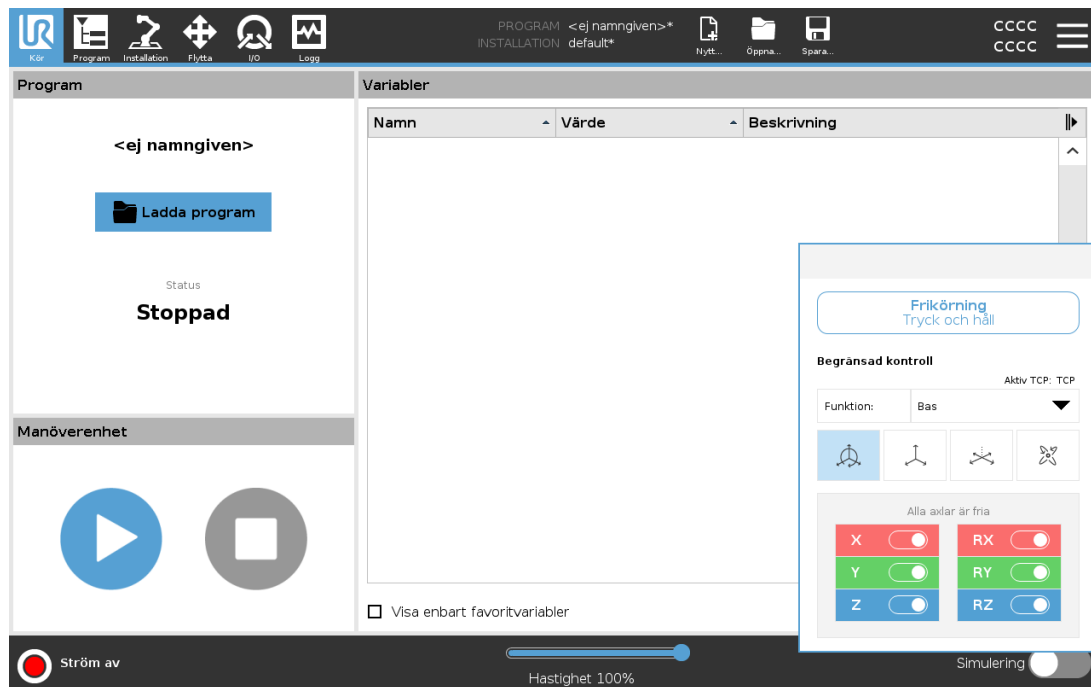 UR
Kör
Program
Installation
Flytta
I/O
Logg
PROGRAM <ej namngiven>*
INSTALLATION default*
Nytt...
Öppna...
Spara...
CCCC
CCCC
Program
<ej namngiven>
Ladda program
Status
Stoppad
Manöverenhet
Variabler
Namn
Värde
Beskrivning
Visa enbart favoritvariabler
Frikörning
Tryck och håll
Begränsad kontroll
Aktiv TCP: TCP
Funktion: Bas
Alla axlar är fria
X RX
Y RY
Z RZ
Ström av
Hastighet 100%
Simulering